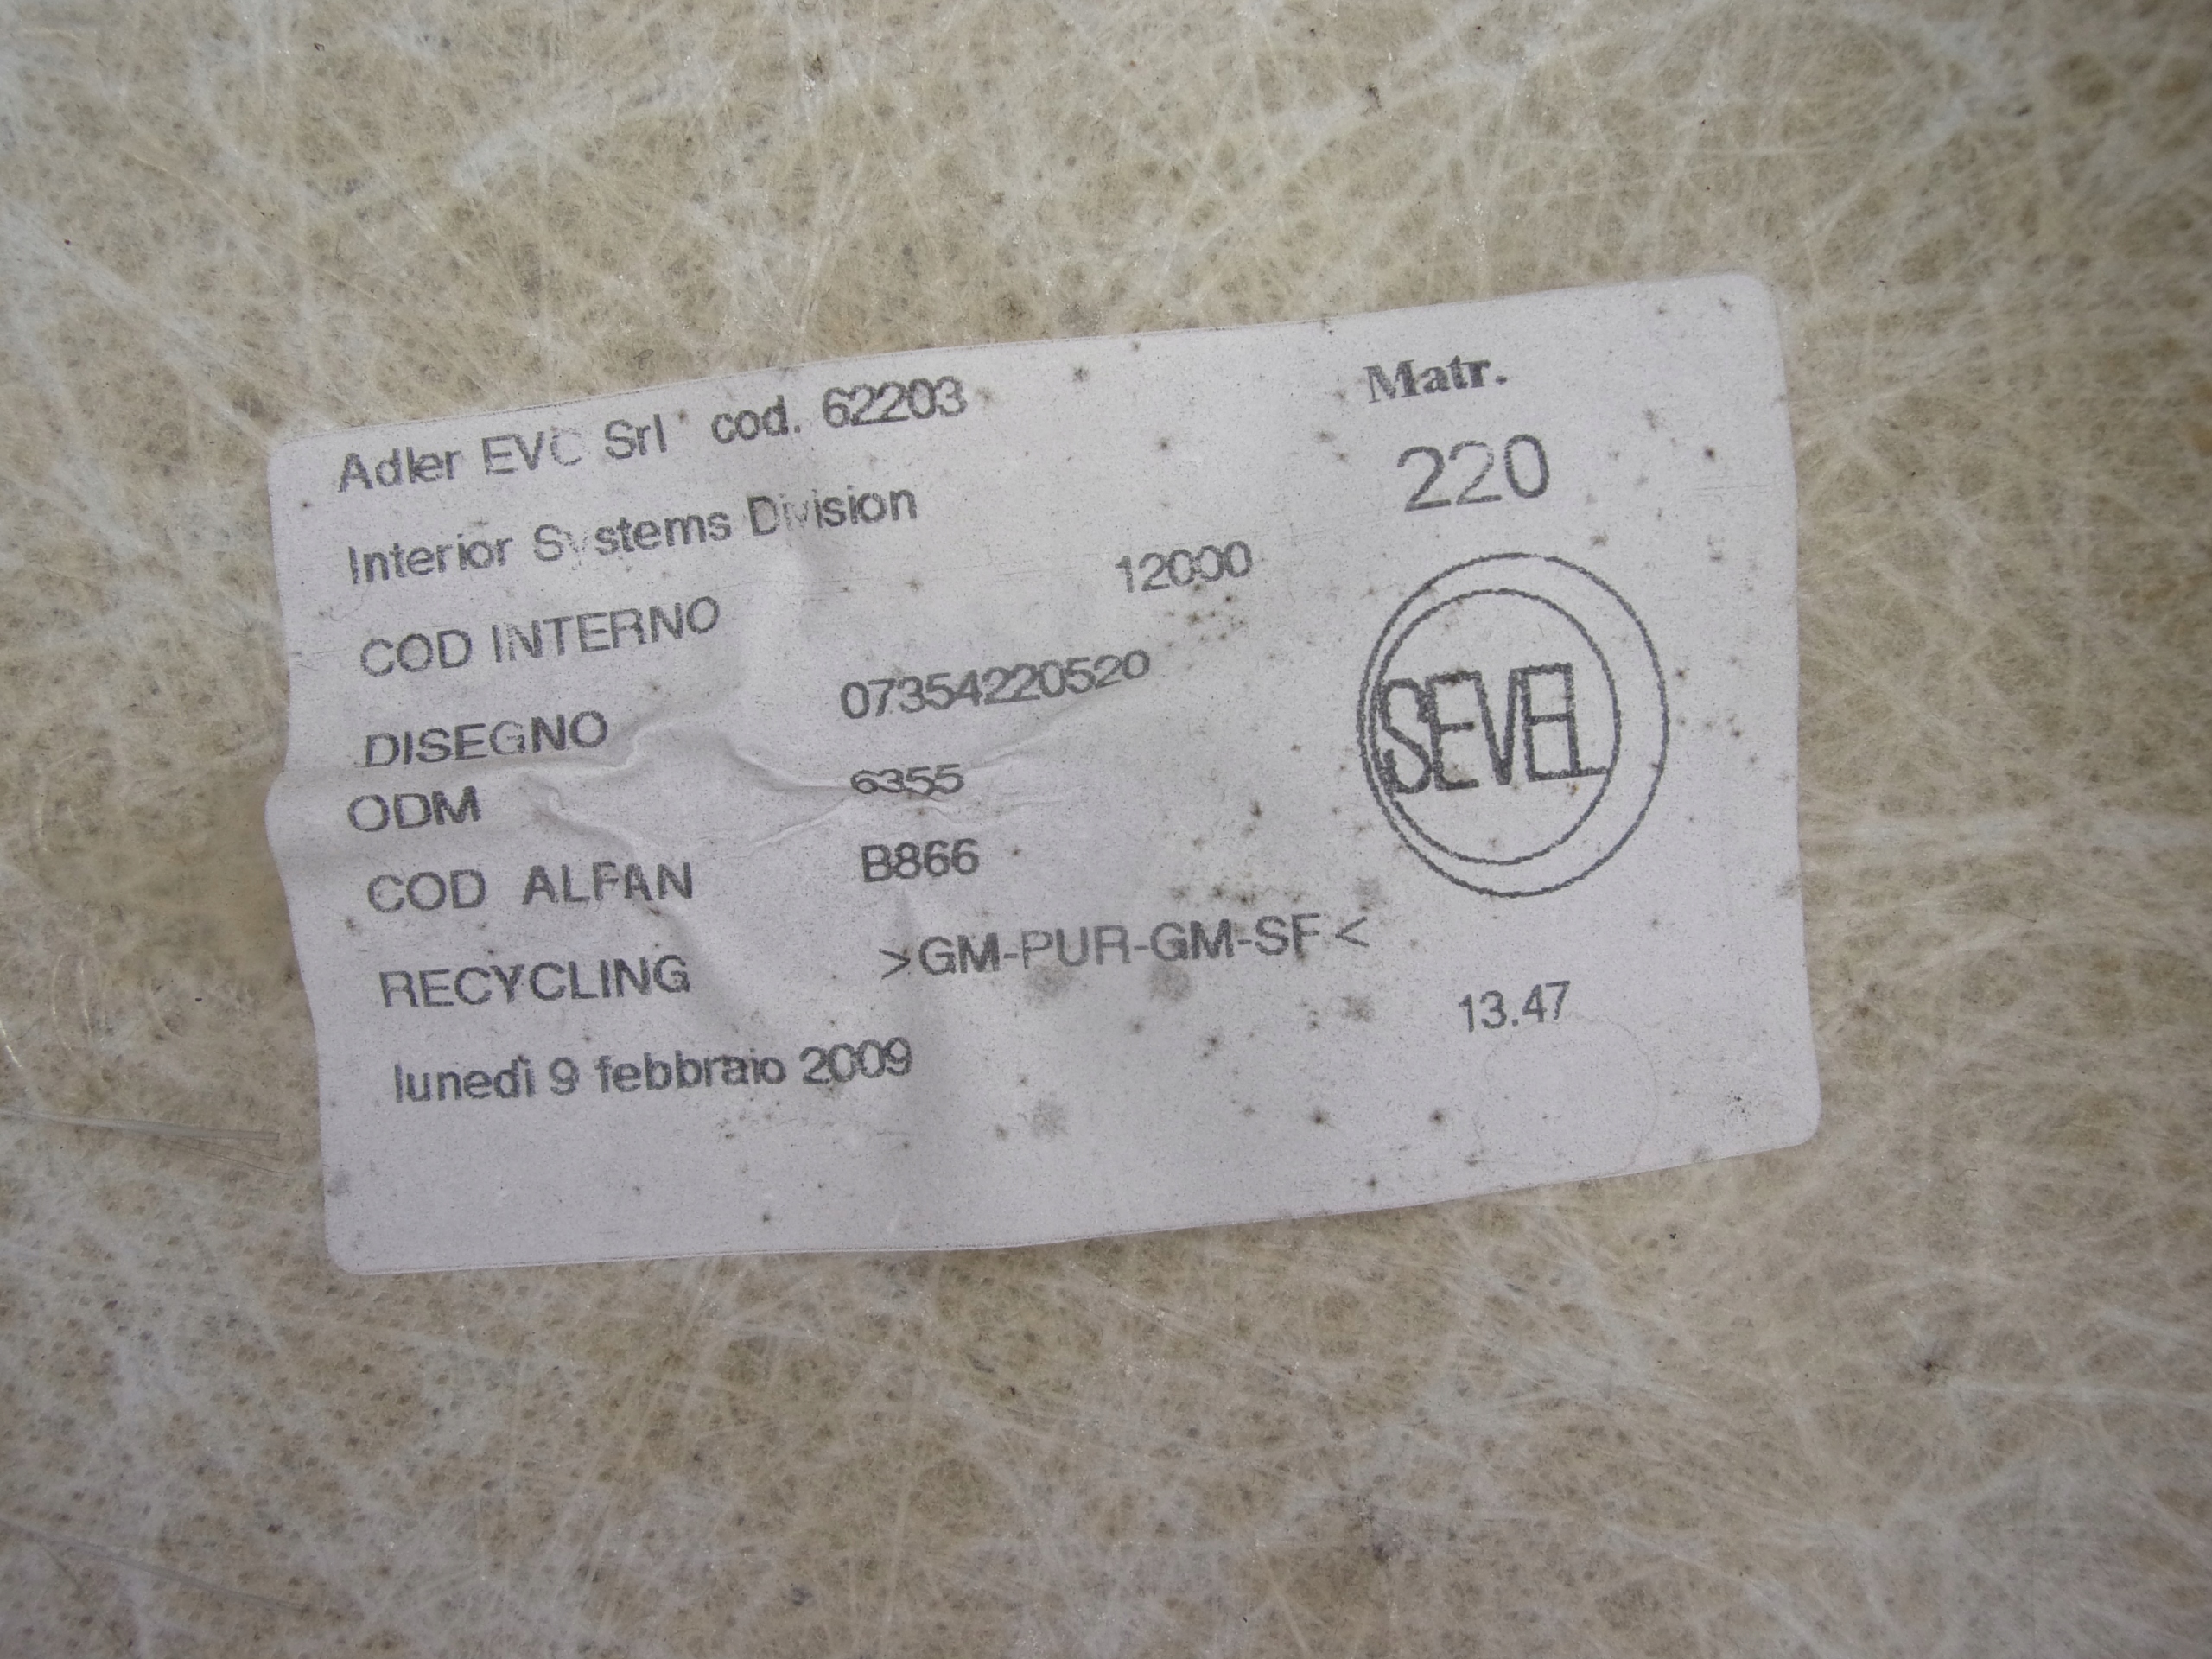 Adler EVO Srl cod. 62203
Matr.
220
Interior Systems Division
COD INTERNO 12000
DISEGNO 07354220520
SEVEL
ODM 6355
COD ALFAN B866
RECYCLING >GM-PUR-GM-SF<
lunedì 9 febbraio 2009 13.47